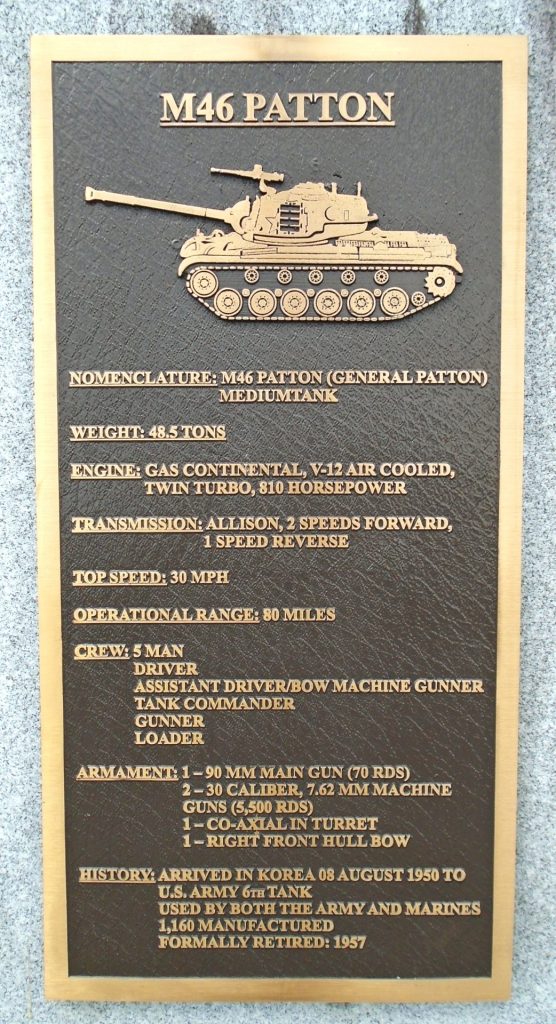 M46 PATTON
NOMENCLATURE: M46 PATTON (GENERAL PATTON)
MEDIUMTANK
WEIGHT: 48.5 TONS
ENGINE: GAS CONTINENTAL, V-12 AIR COOLED,
TWIN TURBO, 810 HORSEPOWER
TRANSMISSION: ALLISON, 2 SPEEDS FORWARD,
1 SPEED REVERSE
TOP SPEED: 30 MPH
OPERATIONAL RANGE: 80 MILES
CREW: 5 MAN
DRIVER
ASSISTANT DRIVER/BOW MACHINE GUNNER
TANK COMMANDER
GUNNER
LOADER
ARMAMENT: 1 – 90 MM MAIN GUN (70 RDS)
2 – 30 CALIBER, 7.62 MM MACHINE
GUNS (5,500 RDS)
1 – CO-AXIAL IN TURRET
1 – RIGHT FRONT HULL BOW
HISTORY: ARRIVED IN KOREA 08 AUGUST 1950 TO
U.S. ARMY 6TH TANK
USED BY BOTH THE ARMY AND MARINES
1,160 MANUFACTURED
FORMALLY RETIRED: 1957